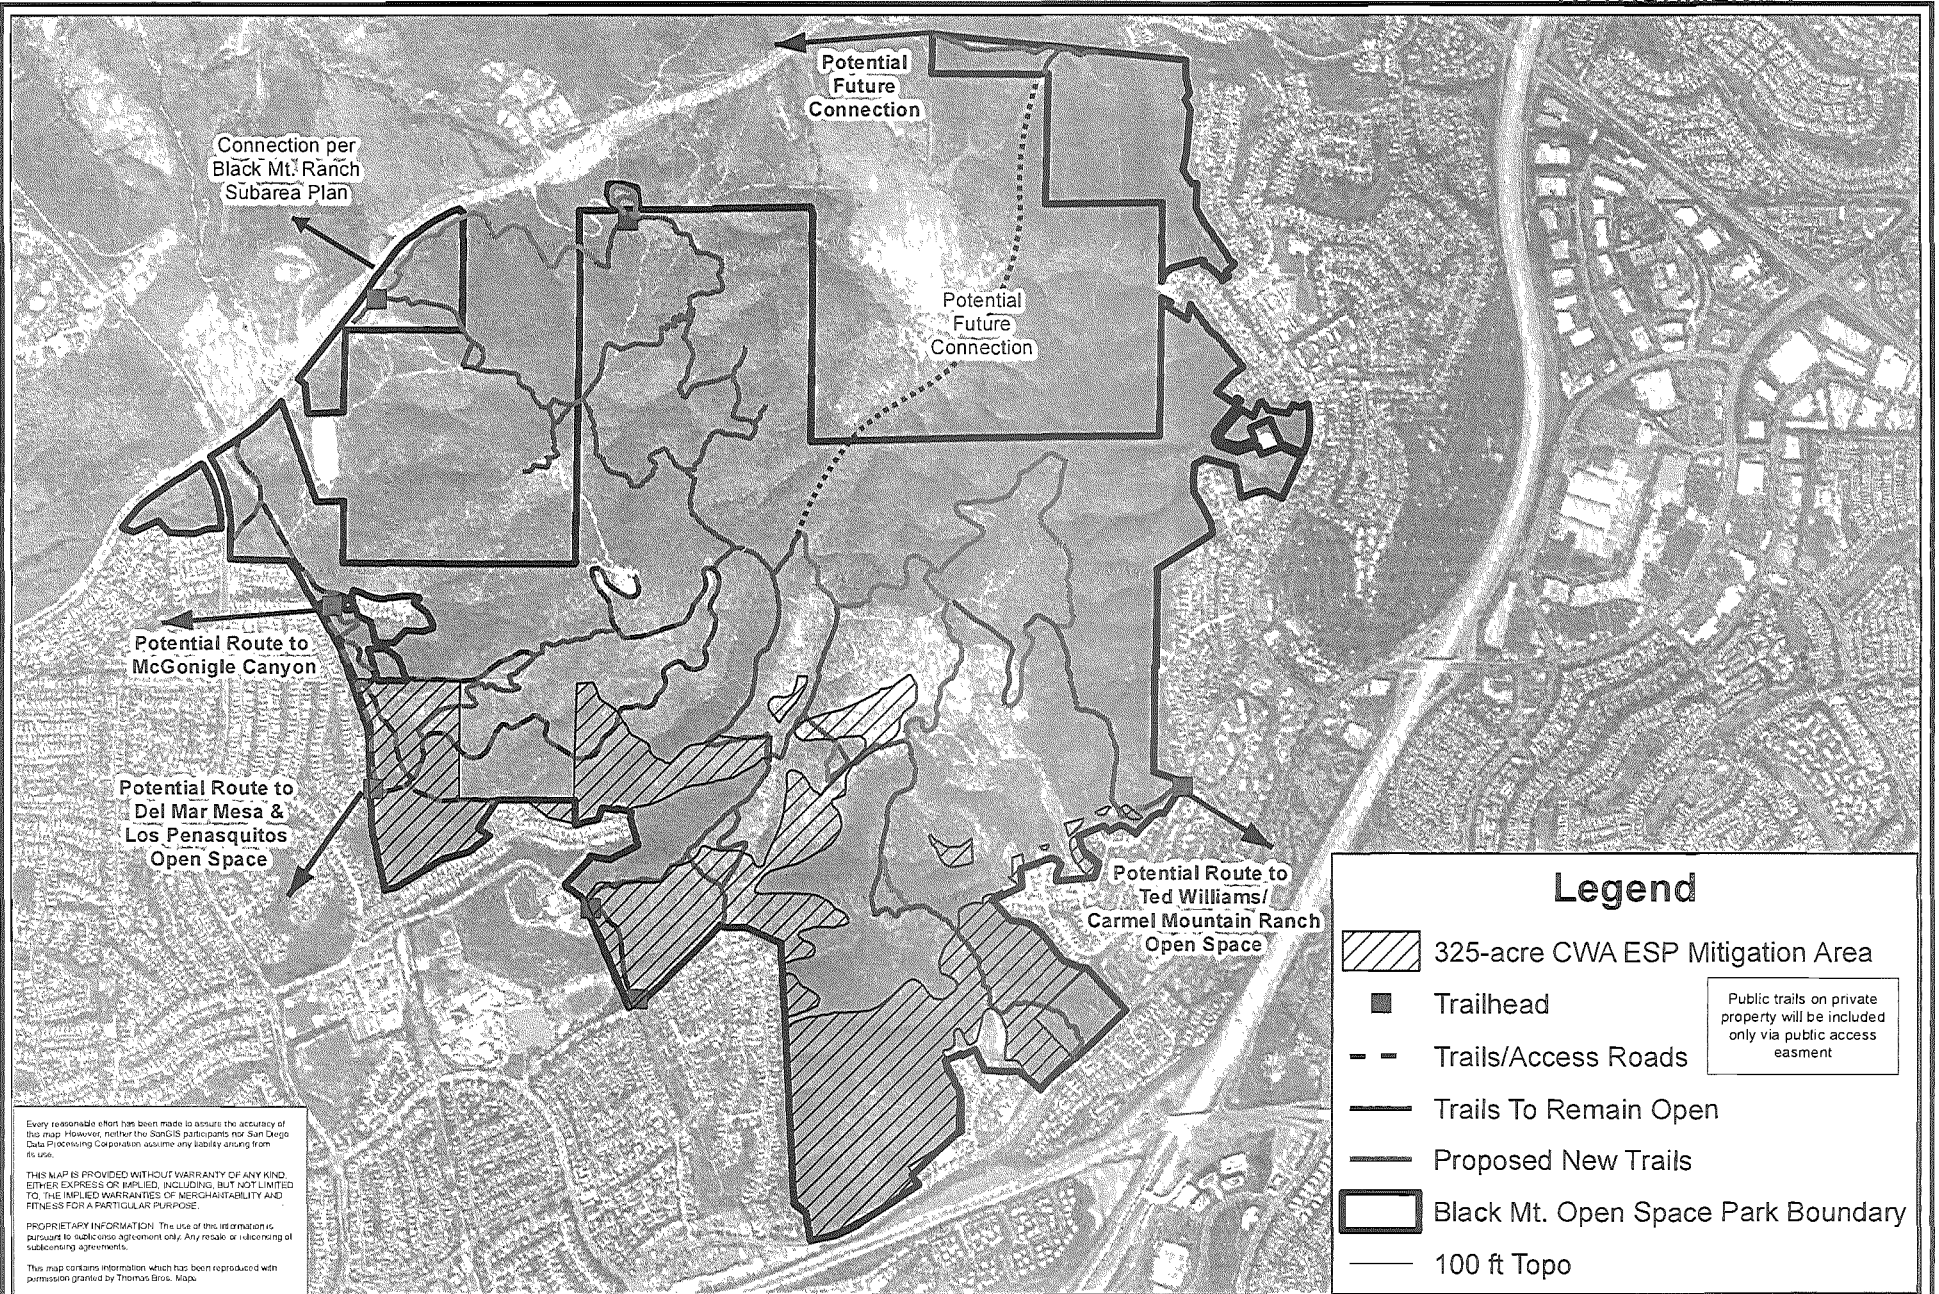 Potential
Future
Connection
Connection per
Black Mt. Ranch
Subarea Plan
Potential
Future
Connection
Potential Route to
McGonigle Canyon
Potential Route to
Del Mar Mesa &
Los Penasquitos
Open Space
Potential Route to
Ted Williams/
Carmel Mountain Ranch
Open Space
Legend
325-acre CWA ESP Mitigation Area
Trailhead
Public trails on private
property will be included
only via public access
easment
Trails/Access Roads
Trails To Remain Open
Proposed New Trails
Black Mt. Open Space Park Boundary
100 ft Topo
Every reasonable effort has been made to assure the accuracy of
this map. However, neither the SanGIS participants nor San Diego
Data Processing Corporation assume any liability arising from
its use.
THIS MAP IS PROVIDED WITHOUT WARRANTY OF ANY KIND,
EITHER EXPRESS OR IMPLIED, INCLUDING, BUT NOT LIMITED
TO, THE IMPLIED WARRANTIES OF MERCHANTABILITY AND
FITNESS FOR A PARTICULAR PURPOSE.
PROPRIETARY INFORMATION: The use of this information is
pursuant to sublicense agreement only. Any resale or relicensing of
sublicensing agreements.
This map contains information which has been reproduced with
permission granted by Thomas Bros. Maps